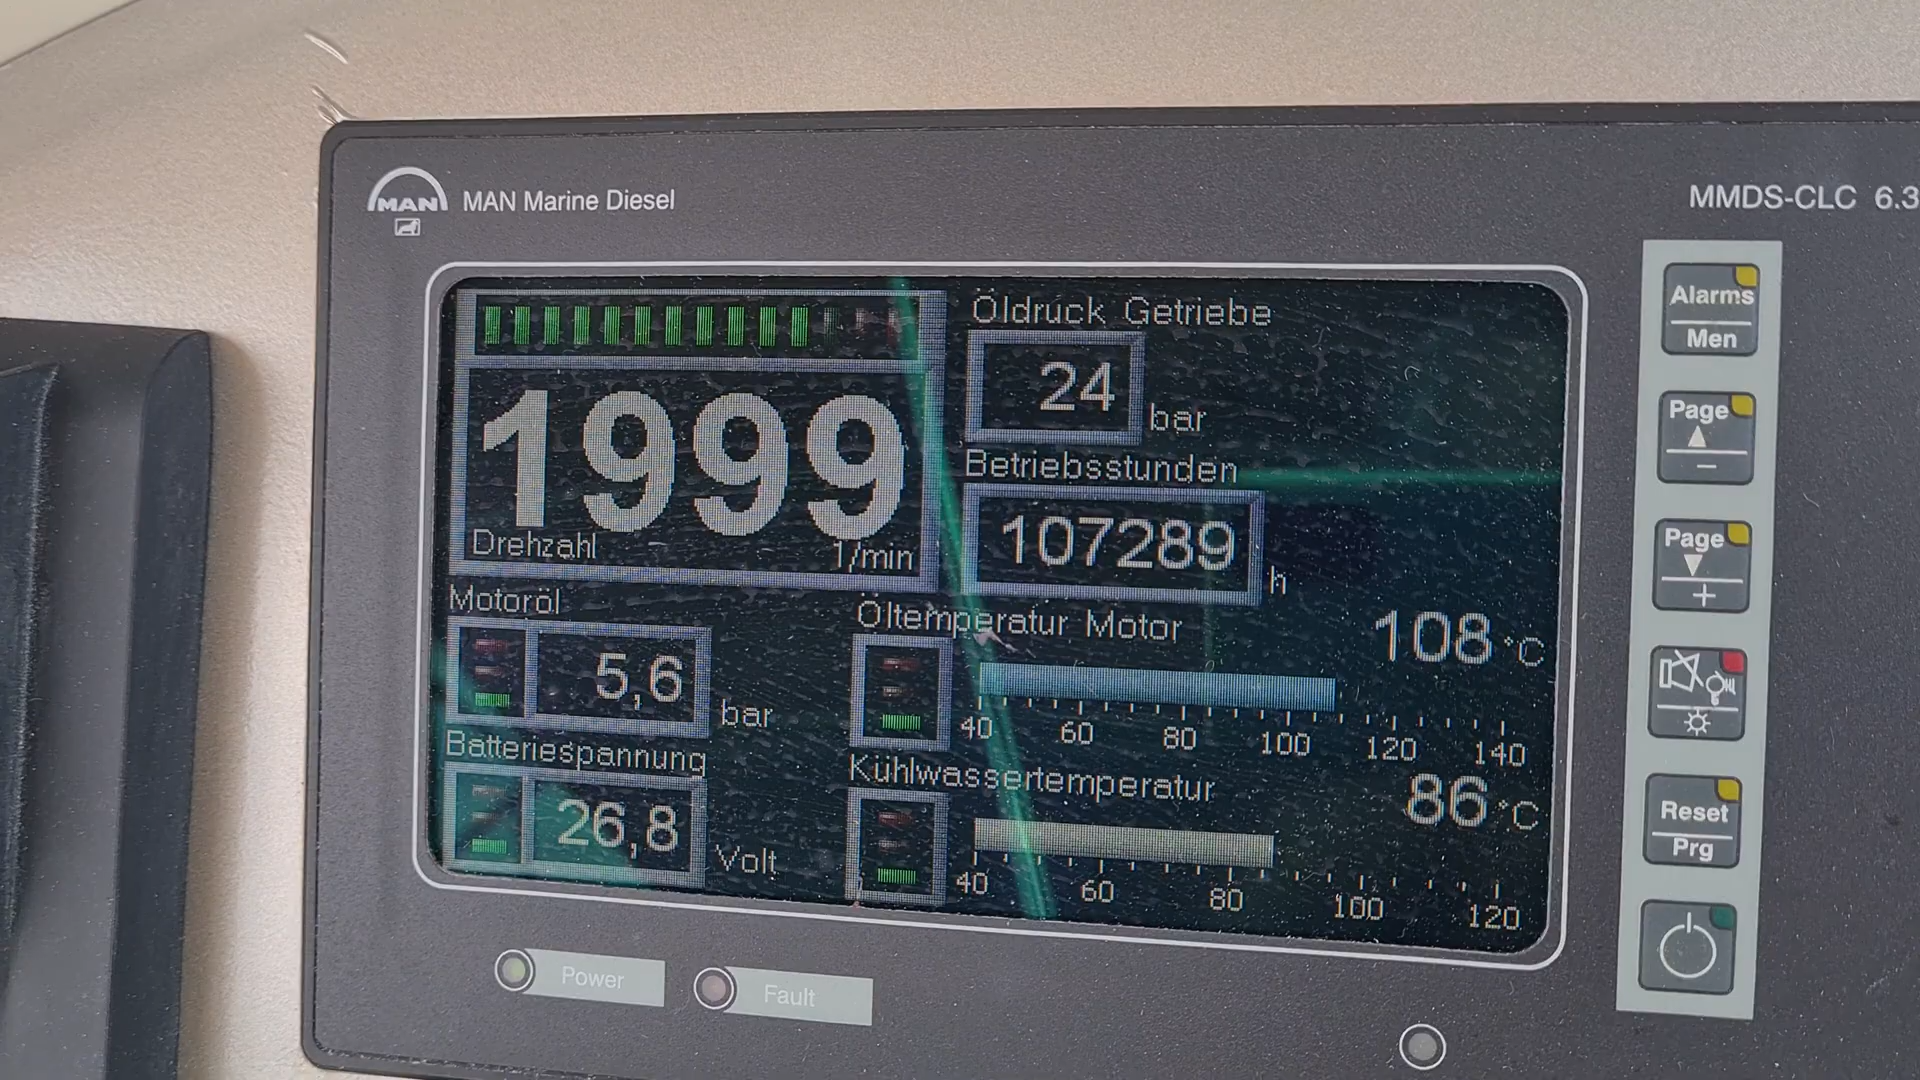 MAN
MAN Marine Diesel
MMDS-CLC 6.3
1999
Drehzahl 1/min
Öldruck Getriebe
24 bar
Betriebsstunden
107289 h
Motoröl
5,6 bar
Batteriespannung
26,8 Volt
Öltemperatur Motor
108 °C
40 60 80 100 120 140
Kühlwassertemperatur
86 °C
40 60 80 100 120
Power
Fault
Alarms
Men
Page
−
Page
+
Reset
Prg